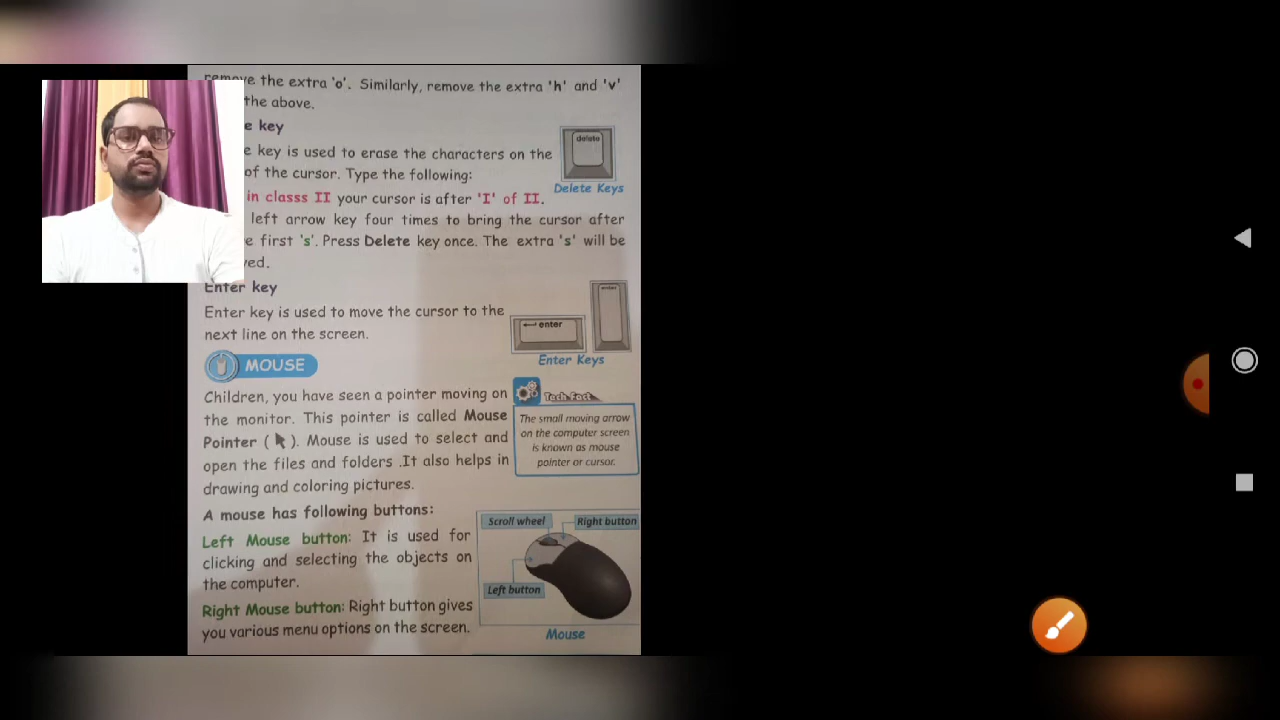 remove the extra 'o'. Similarly, remove the extra 'h' and 'v'
the above.
key
key is used to erase the characters on the
of the cursor. Type the following:
in classs II your cursor is after 'I' of II.
left arrow key four times to bring the cursor after
first 's'. Press Delete key once. The extra 's' will be
delete
Delete Keys
Enter key
Enter key is used to move the cursor to the
next line on the screen.
enter
enter
Enter Keys
MOUSE
Children, you have seen a pointer moving on
the monitor. This pointer is called Mouse
Pointer ( ). Mouse is used to select and
open the files and folders .It also helps in
drawing and coloring pictures.
Tech Fact
The small moving arrow
on the computer screen
is known as mouse
pointer or cursor.
A mouse has following buttons:
Left Mouse button: It is used for
clicking and selecting the objects on
the computer.
Right Mouse button: Right button gives
you various menu options on the screen.
Scroll wheel
Right button
Left button
Mouse